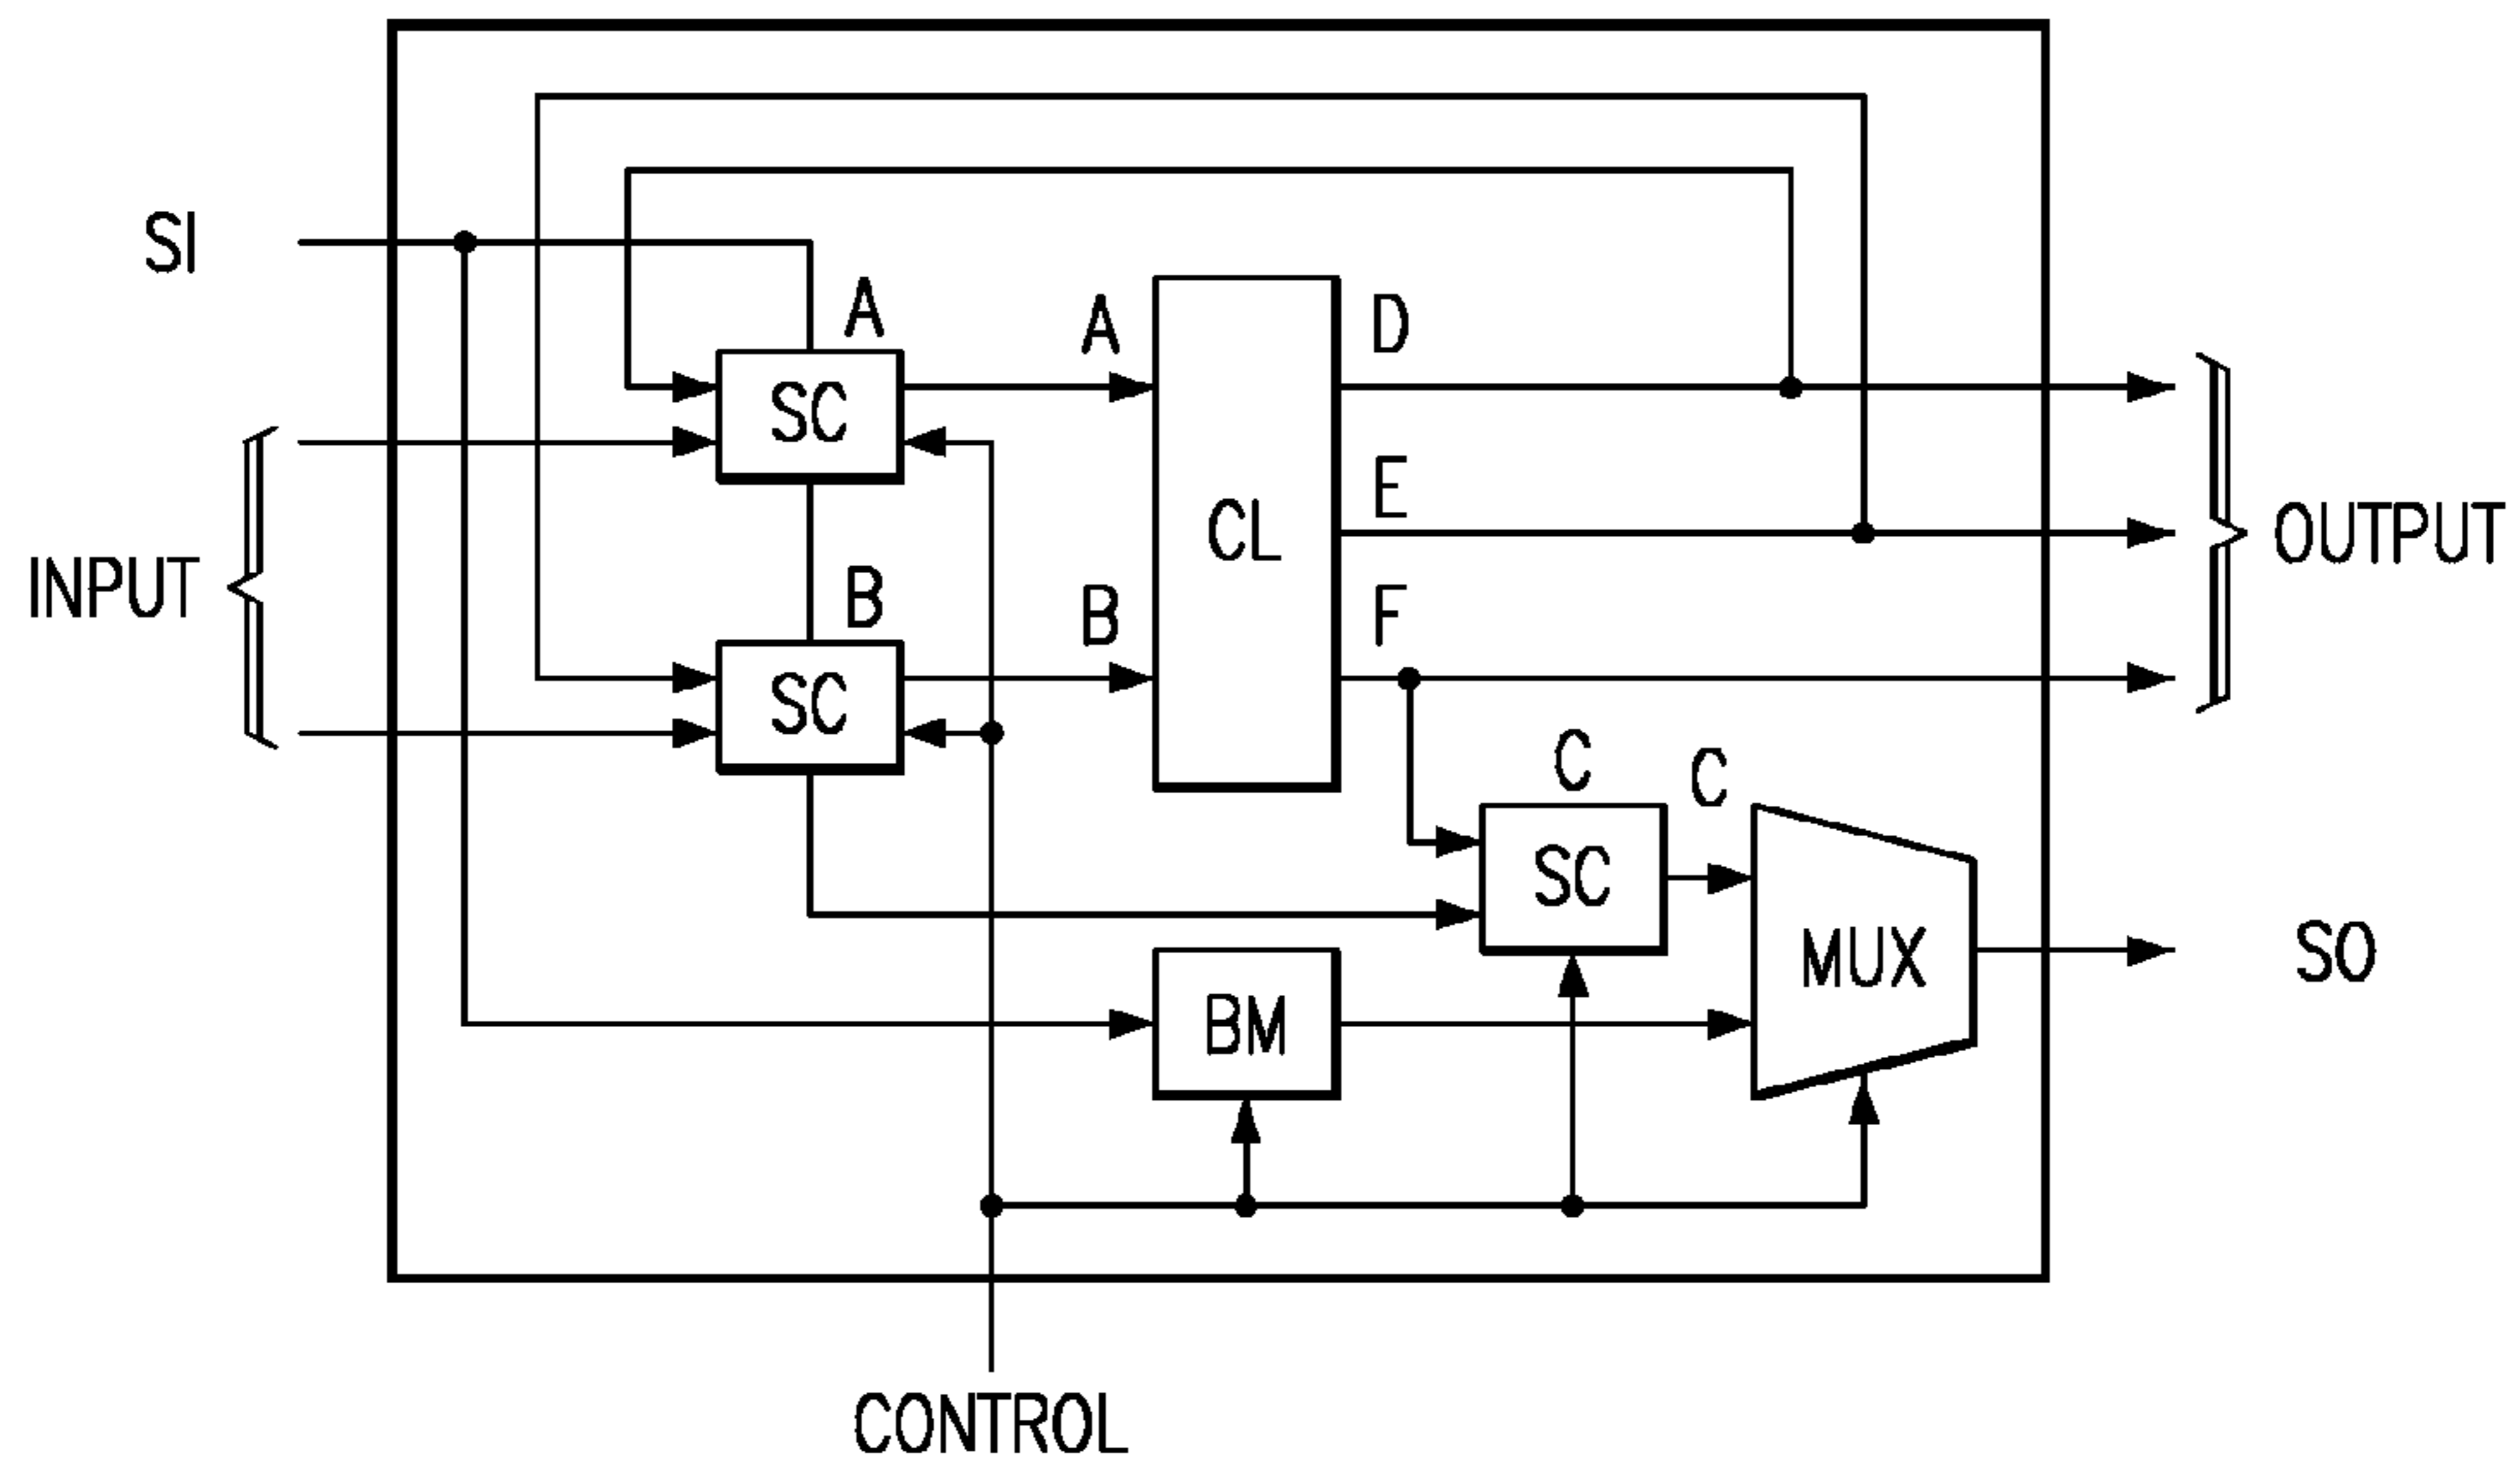 SI
A
A
D
SC
E
CL
INPUT
OUTPUT
B
B
F
SC
C
C
SC
MUX
SO
BM
CONTROL